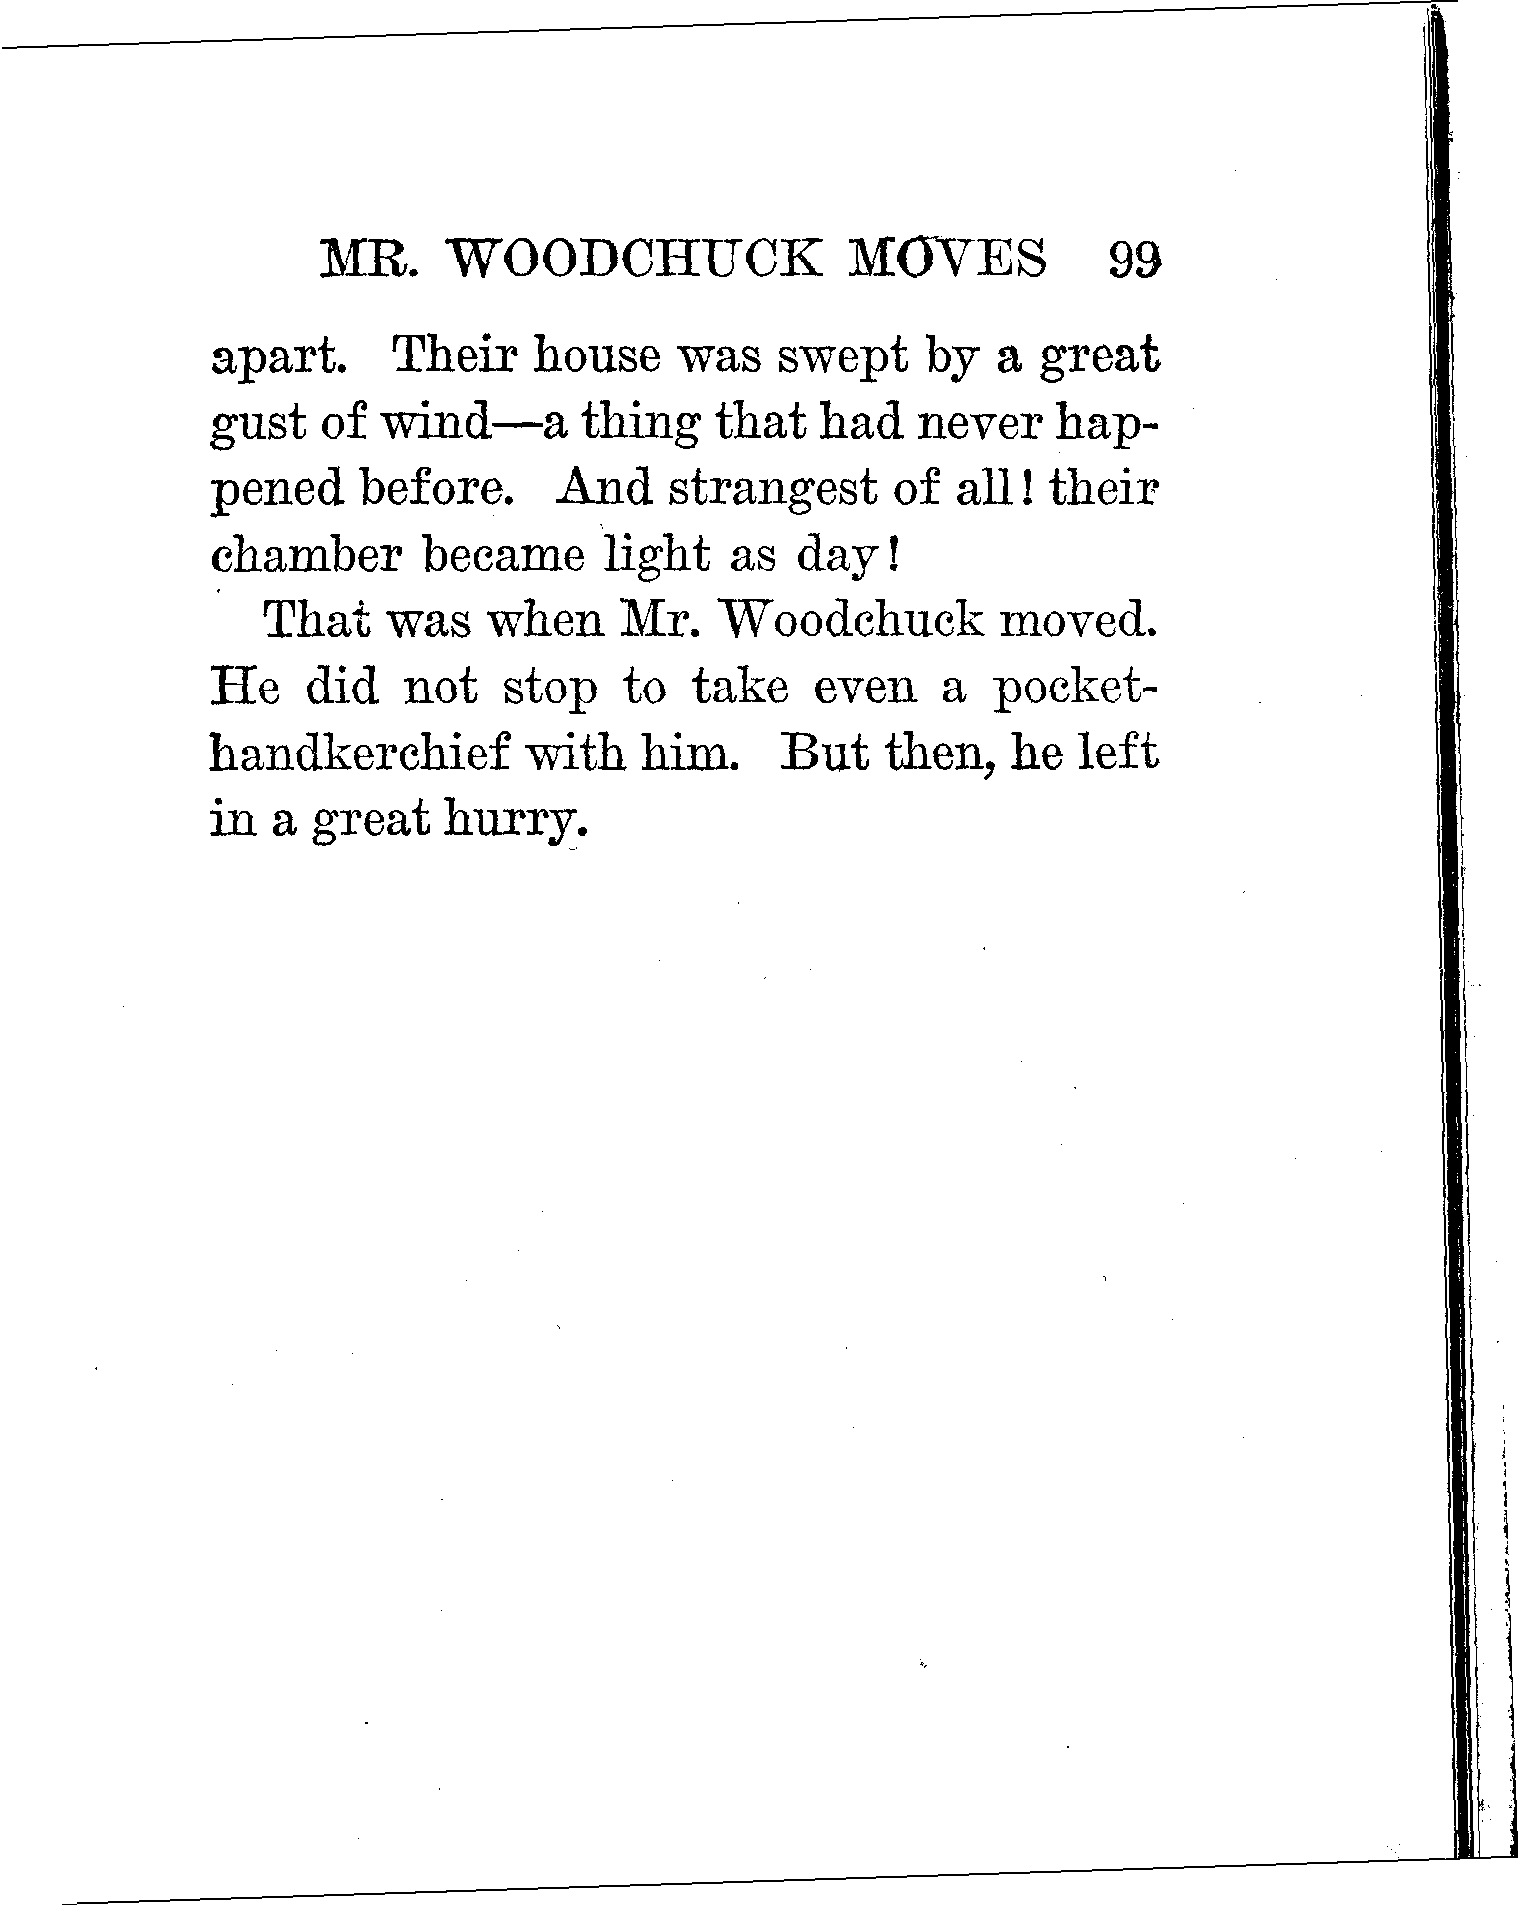 MR. WOODCHUCK MOVES 99
apart. Their house was swept by a great
gust of wind—a thing that had never hap-
pened before. And strangest of all! their
chamber became light as day!
That was when Mr. Woodchuck moved.
He did not stop to take even a pocket-
handkerchief with him. But then, he left
in a great hurry.